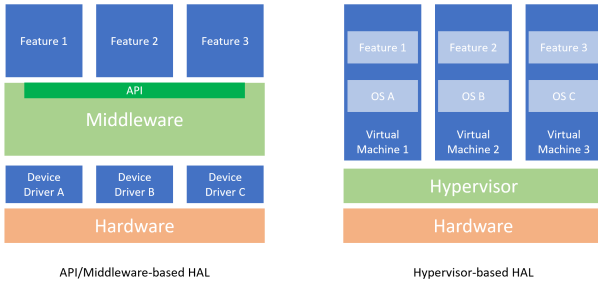 Feature 1 Feature 2 Feature 3
API
Middleware
Device Device Device
Driver A Driver B Driver C
Hardware
API/Middleware-based HAL
Feature 1 Feature 2 Feature 3
OS A OS B OS C
Virtual Virtual Virtual
Machine 1 Machine 2 Machine 3
Hypervisor
Hardware
Hypervisor-based HAL